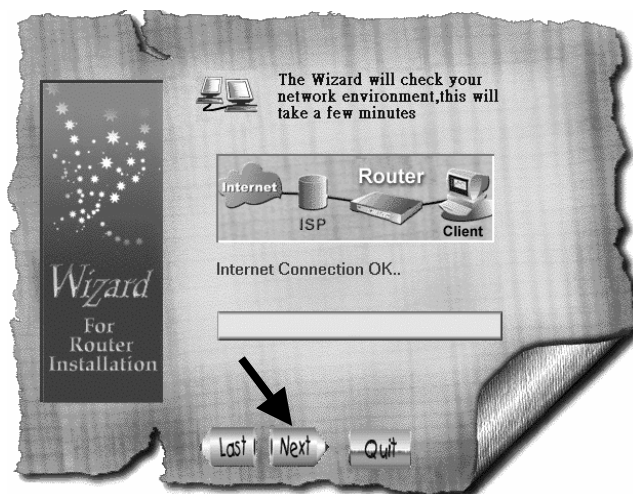 The Wizard will check your
network environment,this will
take a few minutes
Internet
ISP
Router
Client
Internet Connection OK..
Wizard
For
Router
Installation
Last
Next
Quit